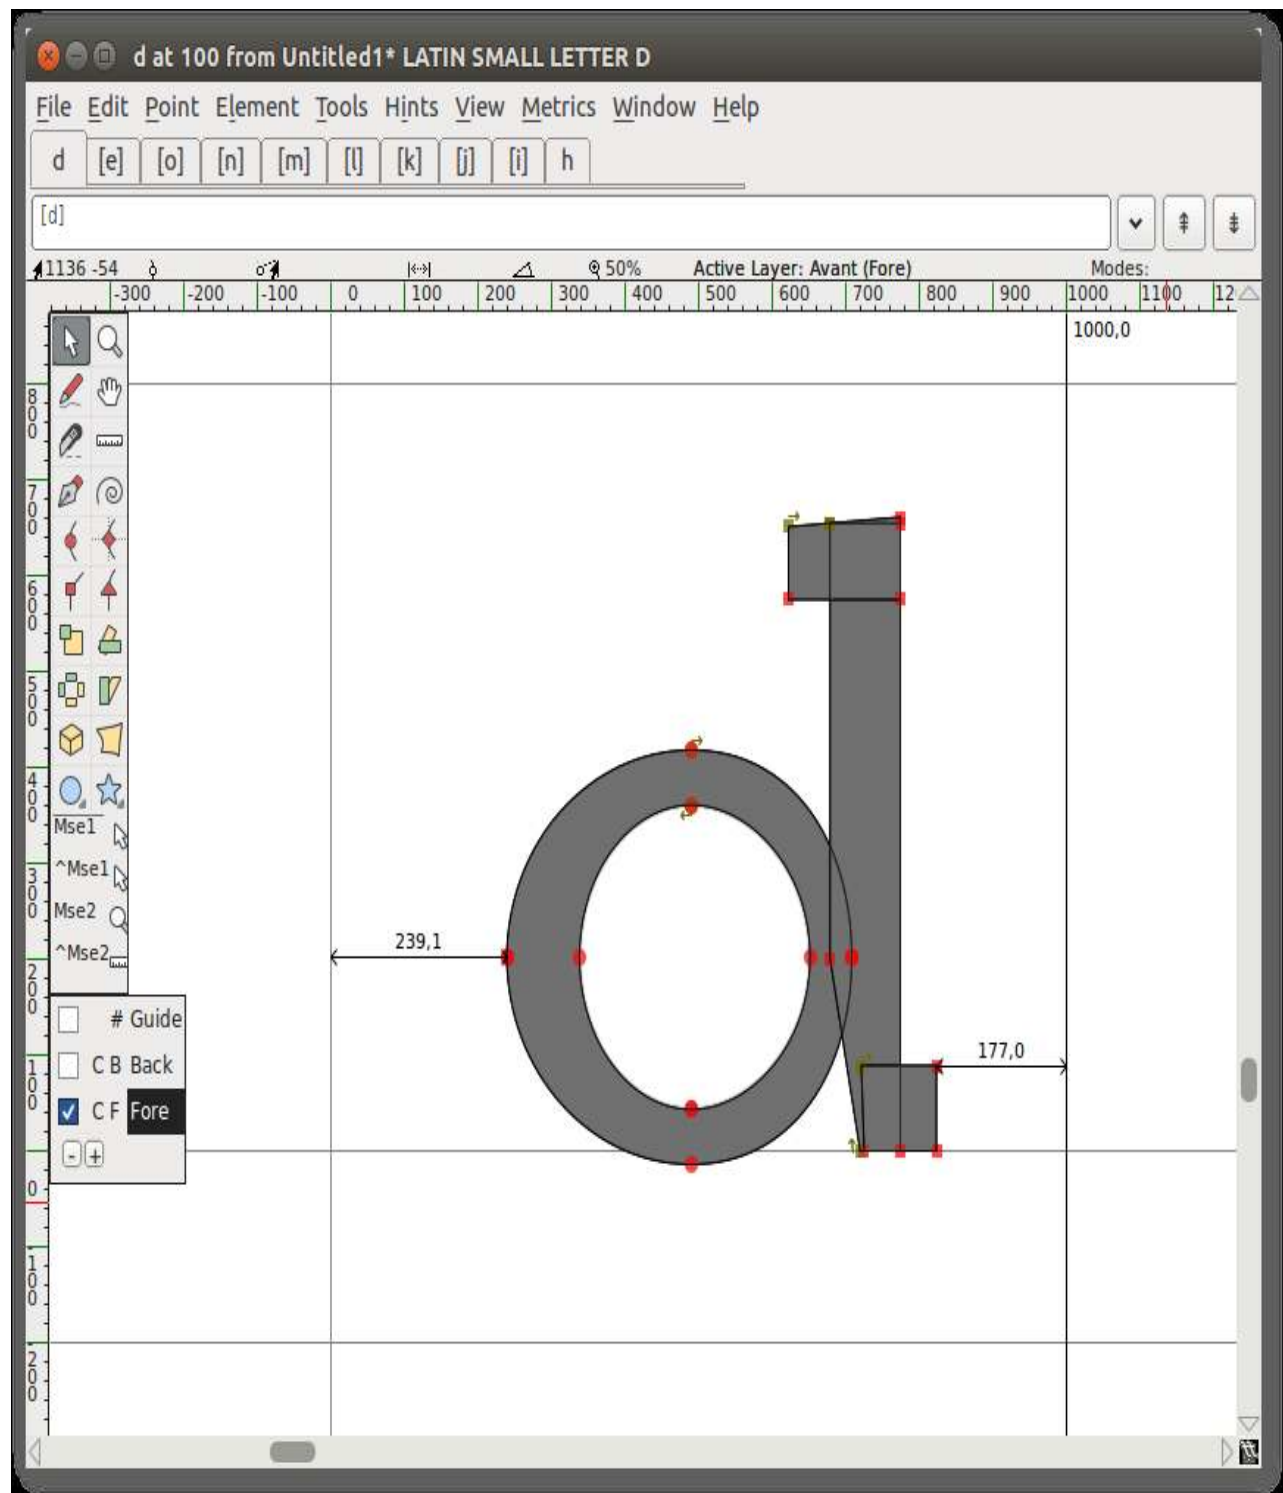 d at 100 from Untitled1* LATIN SMALL LETTER D
File Edit Point Element Tools Hints View Metrics Window Help
d [e] [o] [n] [m] [l] [k] [j] [i] h
[d]
1136 -54 50% Active Layer: Avant (Fore) Modes:
-300 -200 -100 0 100 200 300 400 500 600 700 800 900 1000 1100 12
1000,0
800
700
600
500
400
Mse1
^Mse1
300
Mse2
239,1
^Mse2
200
# Guide
177,0
C B Back
100
C F Fore
- +
0
100
200